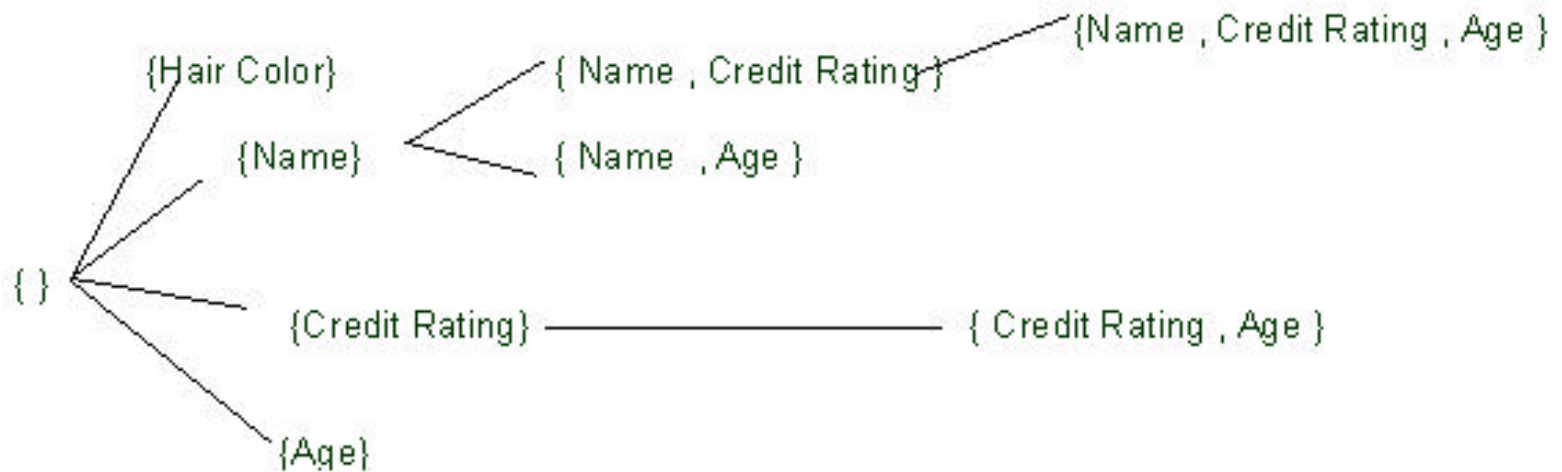 {Name , Credit Rating , Age }
{Hair Color}
{ Name , Credit Rating }
{Name}
{ Name , Age }
{ }
{Credit Rating}
{ Credit Rating , Age }
{Age}